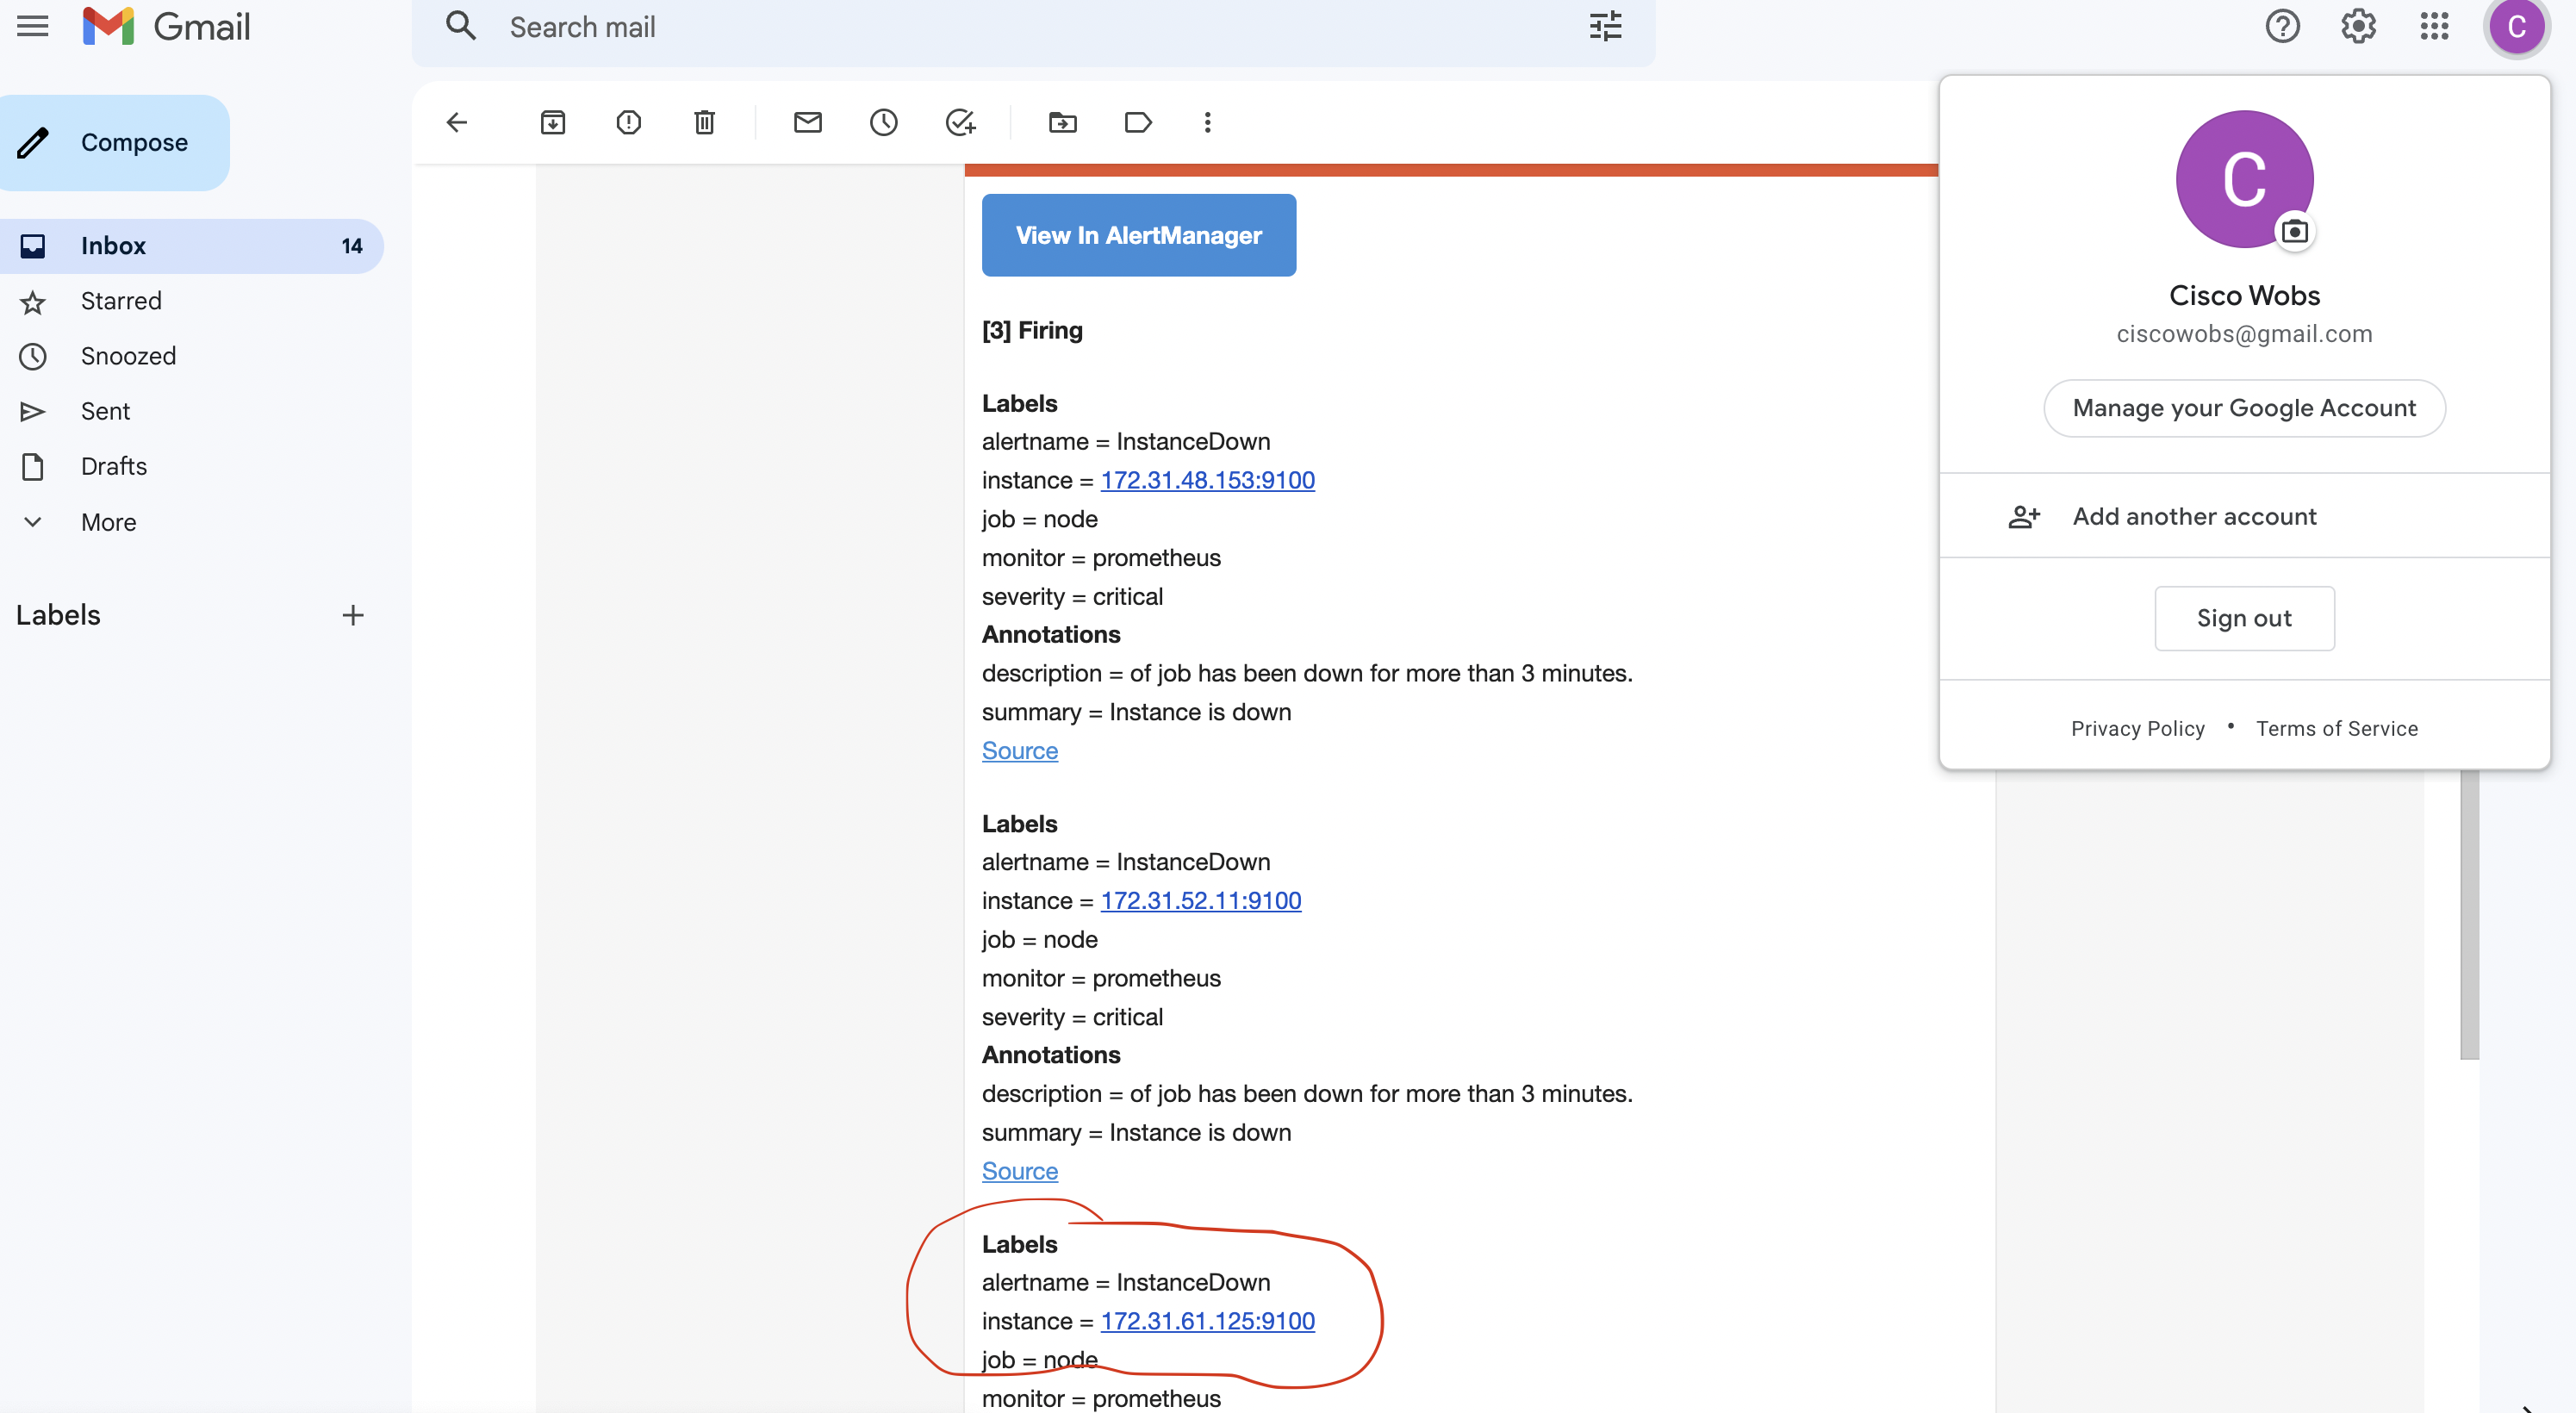 Gmail
Search mail
C
Compose
Inbox 14
Starred
Snoozed
Sent
Drafts
More
Labels
View In AlertManager
[3] Firing
Labels
alertname = InstanceDown
instance = 172.31.48.153:9100
job = node
monitor = prometheus
severity = critical
Annotations
description = of job has been down for more than 3 minutes.
summary = Instance is down
Source
Labels
alertname = InstanceDown
instance = 172.31.52.11:9100
job = node
monitor = prometheus
severity = critical
Annotations
description = of job has been down for more than 3 minutes.
summary = Instance is down
Source
Labels
alertname = InstanceDown
instance = 172.31.61.125:9100
job = node
monitor = prometheus
C
Cisco Wobs
ciscowobs@gmail.com
Manage your Google Account
Add another account
Sign out
Privacy Policy • Terms of Service